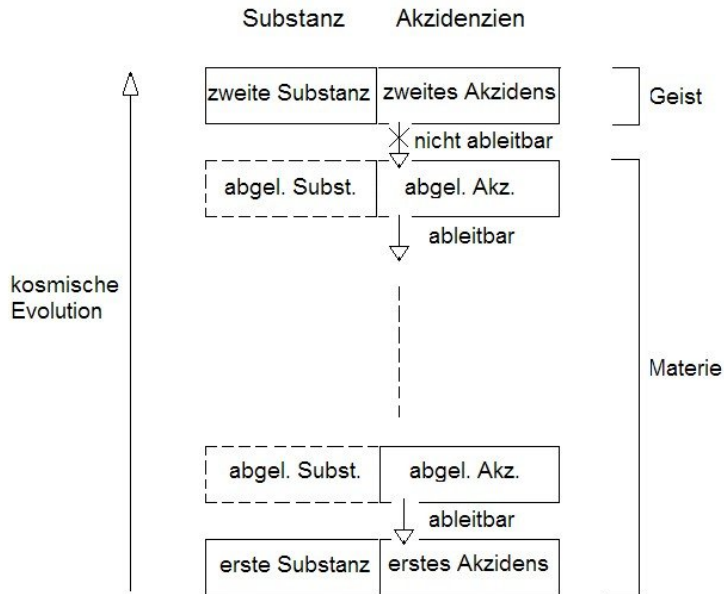 Substanz Akzidenzien
zweite Substanz zweites Akzidens
Geist
nicht ableitbar
abgel. Subst. abgel. Akz.
ableitbar
kosmische
Evolution
Materie
abgel. Subst. abgel. Akz.
ableitbar
erste Substanz erstes Akzidens